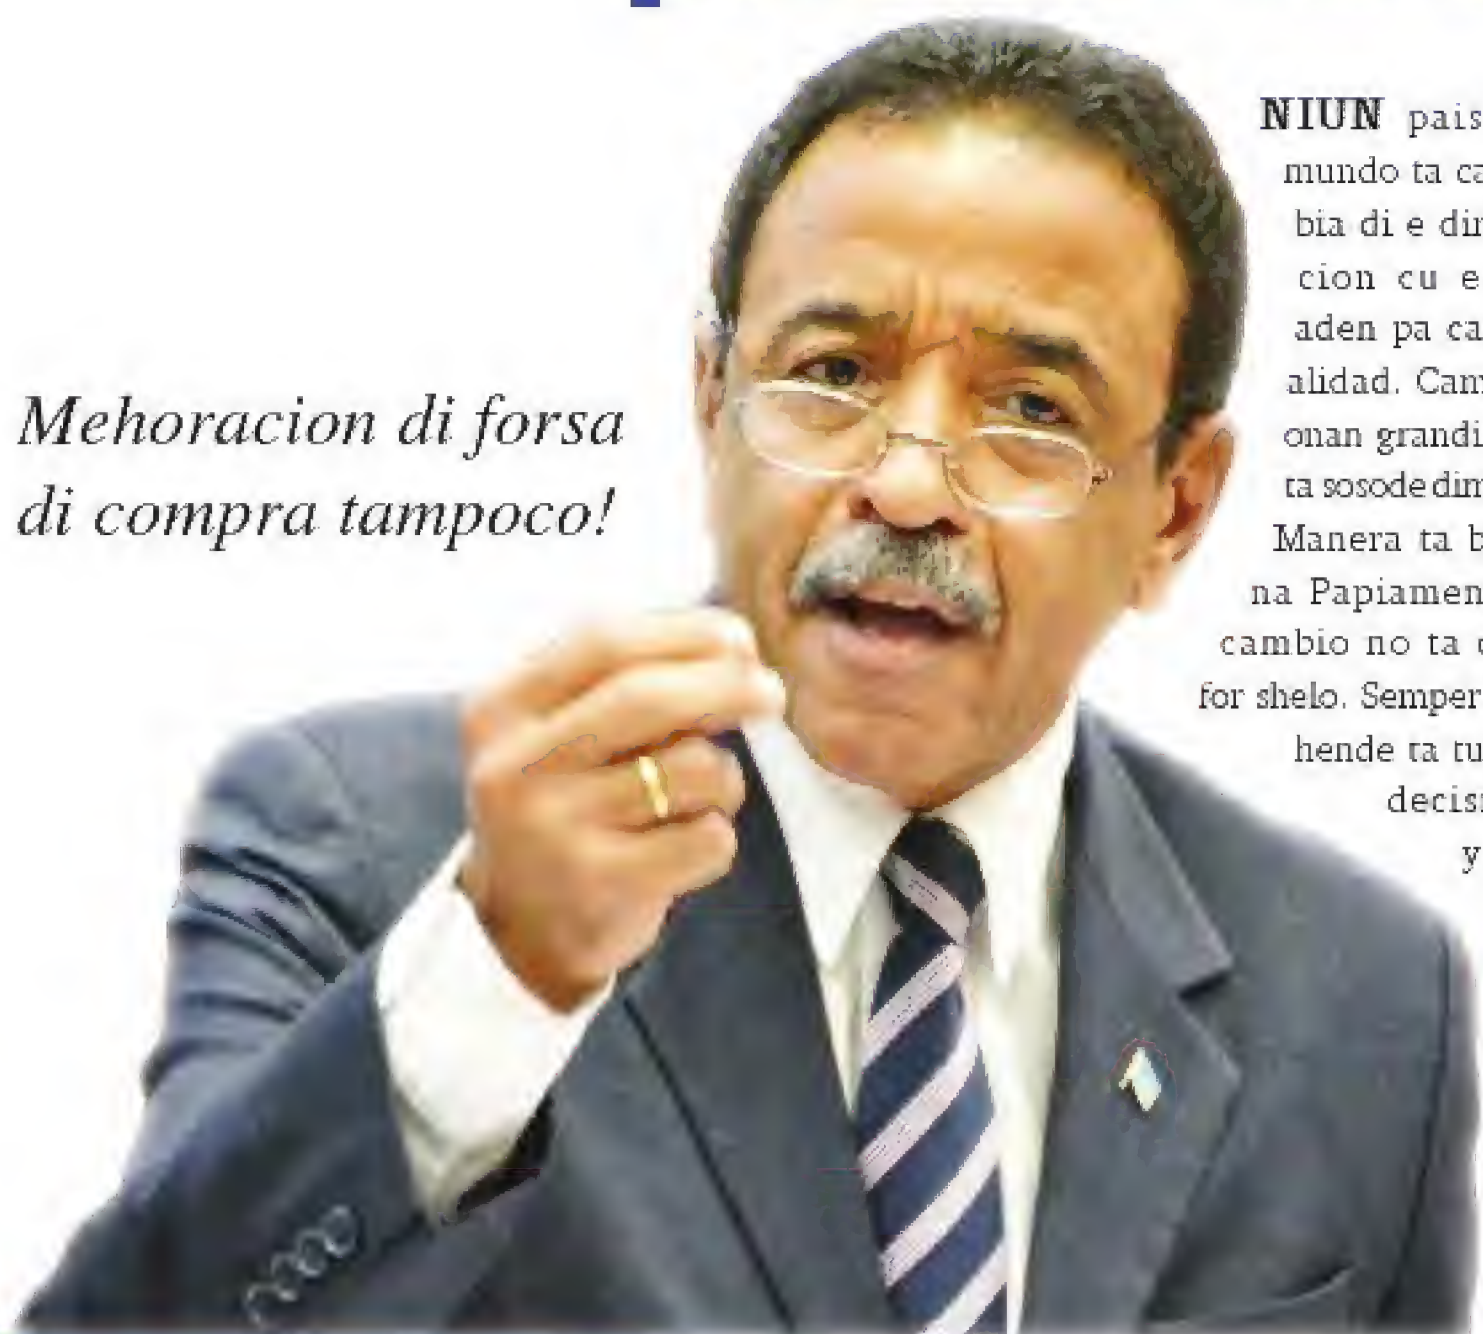 Mehoracion di forsa
di compra tampoco!
NIUN pais
mundo ta ca
bia di e dir
cion cu e
aden pa ca
alidad. Cam
onan grandi
ta sosode dim
Manera ta b
na Papiamen
cambio no ta
for shelo. Semper
hende ta tu
decisi
y